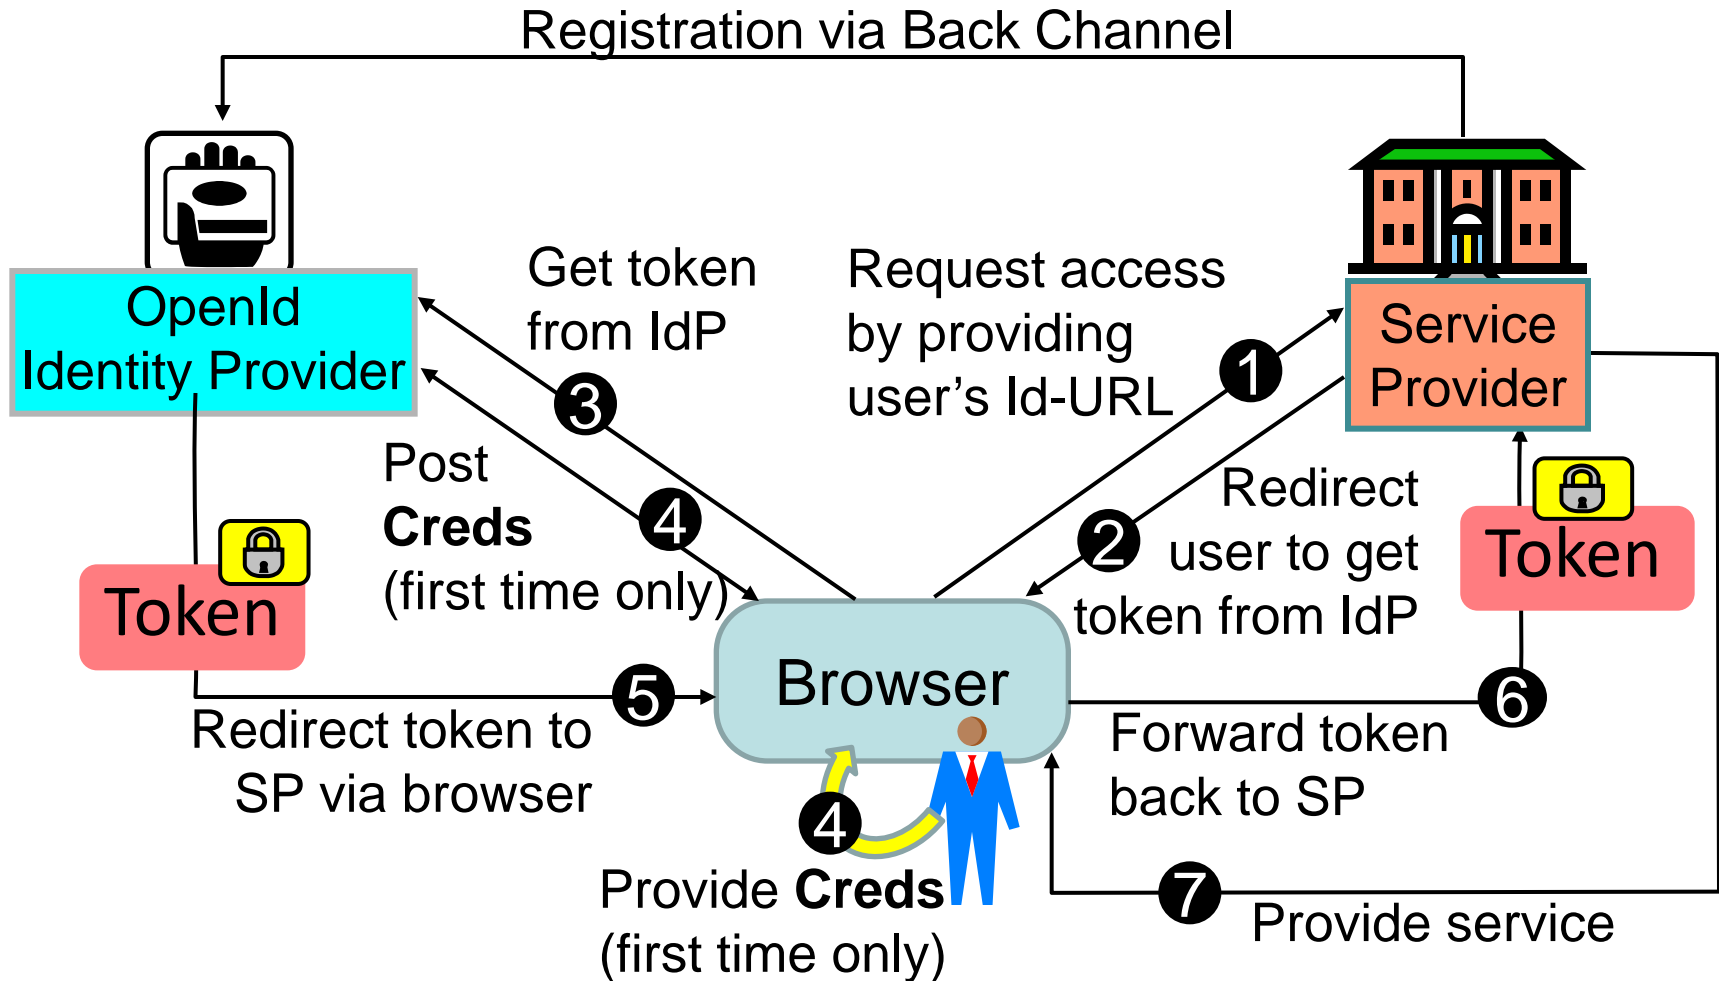 Registration via Back Channel
OpenId
Identity Provider
Get token
from IdP
3
Request access
by providing
user's Id-URL
1
Service
Provider
Post
Creds
(first time only)
4
2
Redirect
user to get
token from IdP
Token
Token
Browser
5
Redirect token to
SP via browser
6
Forward token
back to SP
4
Provide Creds
(first time only)
7
Provide service